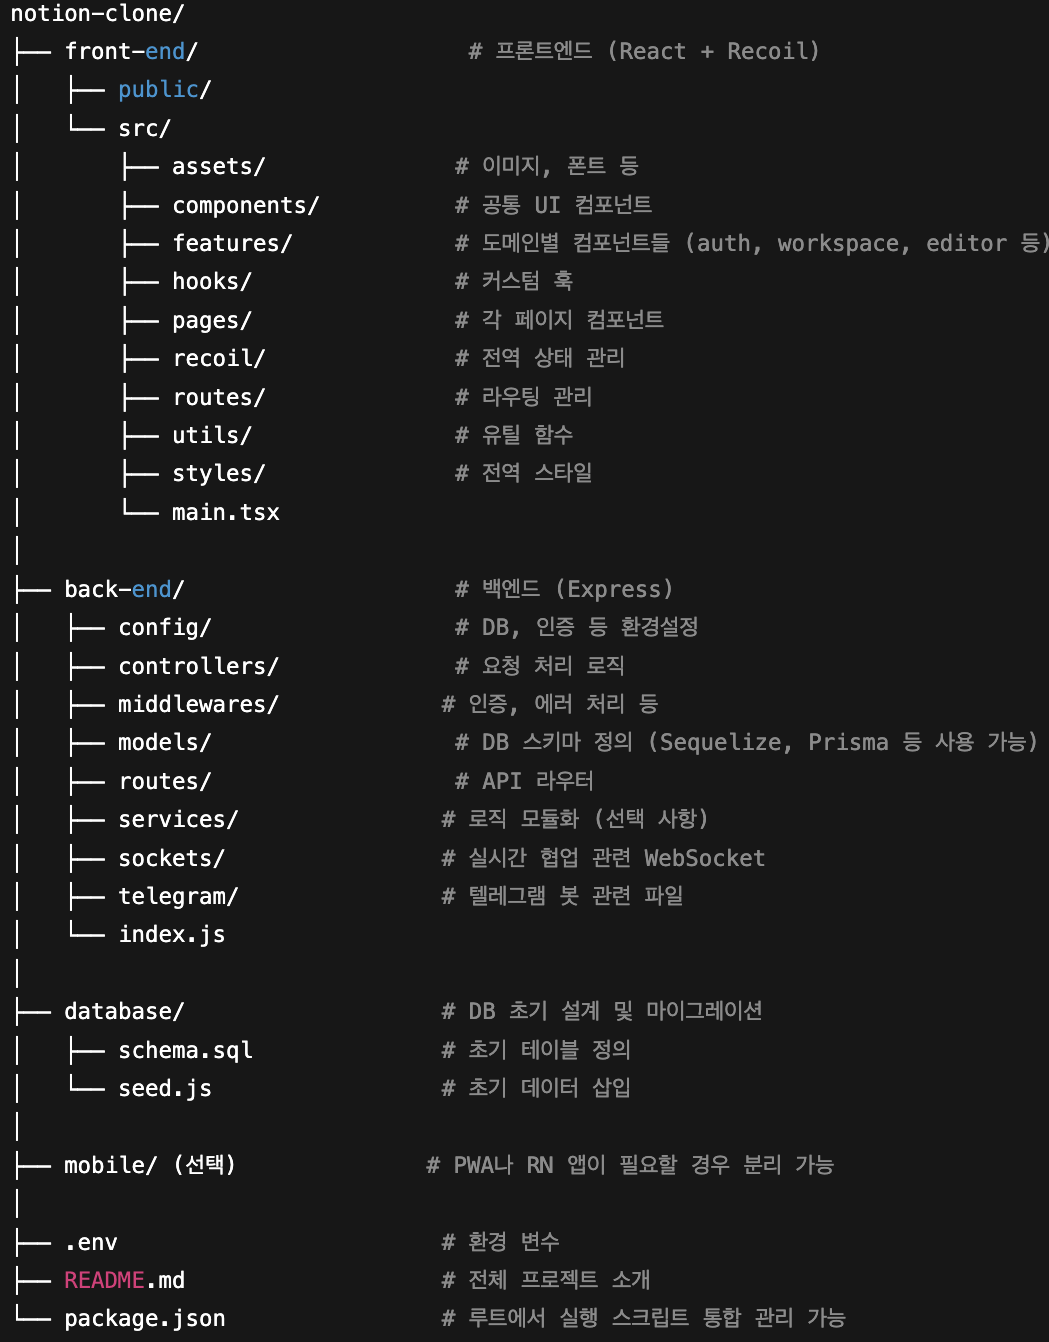 notion-clone/
├── front-end/                    # 프론트엔드 (React + Recoil)
│   ├── public/
│   └── src/
│       ├── assets/              # 이미지, 폰트 등
│       ├── components/          # 공통 UI 컴포넌트
│       ├── features/            # 도메인별 컴포넌트들 (auth, workspace, editor 등)
│       ├── hooks/               # 커스텀 훅
│       ├── pages/               # 각 페이지 컴포넌트
│       ├── recoil/              # 전역 상태 관리
│       ├── routes/              # 라우팅 관리
│       ├── utils/               # 유틸 함수
│       ├── styles/              # 전역 스타일
│       └── main.tsx
│
├── back-end/                    # 백엔드 (Express)
│   ├── config/                  # DB, 인증 등 환경설정
│   ├── controllers/             # 요청 처리 로직
│   ├── middlewares/            # 인증, 에러 처리 등
│   ├── models/                  # DB 스키마 정의 (Sequelize, Prisma 등 사용 가능)
│   ├── routes/                  # API 라우터
│   ├── services/               # 로직 모듈화 (선택 사항)
│   ├── sockets/                # 실시간 협업 관련 WebSocket
│   ├── telegram/               # 텔레그램 봇 관련 파일
│   └── index.js
│
├── database/                   # DB 초기 설계 및 마이그레이션
│   ├── schema.sql              # 초기 테이블 정의
│   └── seed.js                 # 초기 데이터 삽입
│
├── mobile/ (선택)              # PWA나 RN 앱이 필요할 경우 분리 가능
│
├── .env                        # 환경 변수
├── README.md                   # 전체 프로젝트 소개
└── package.json                # 루트에서 실행 스크립트 통합 관리 가능